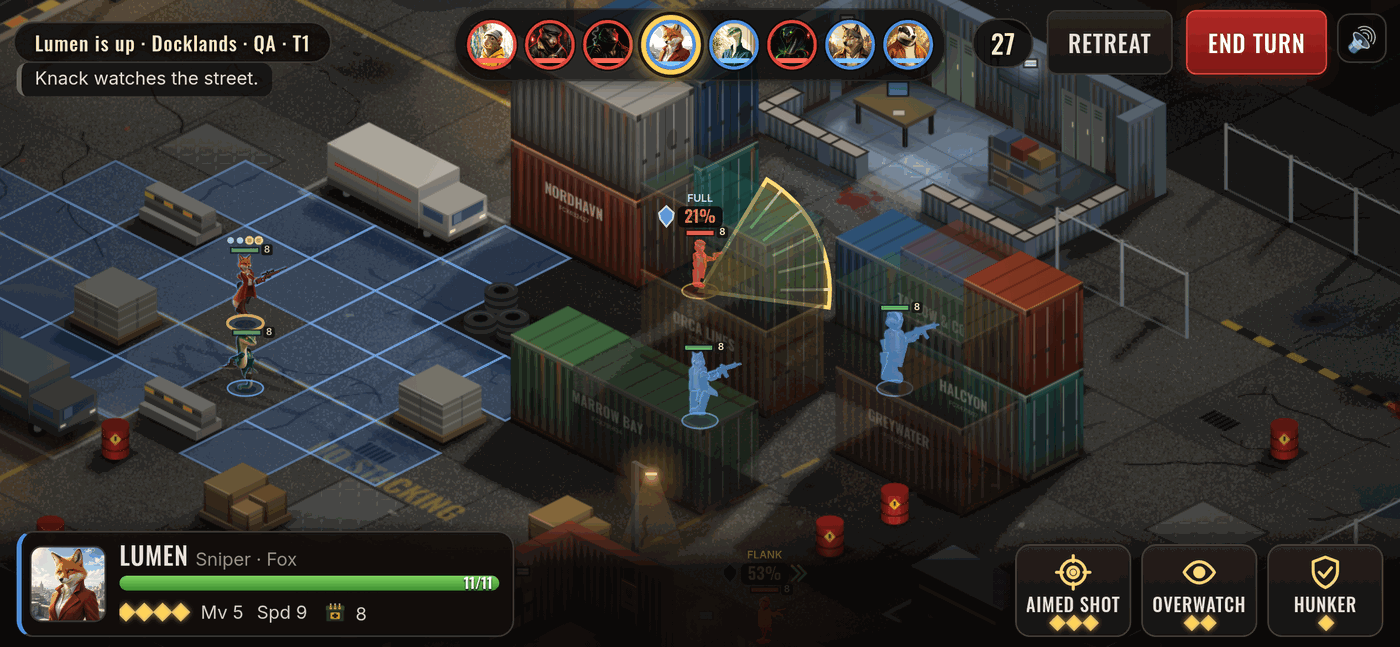 Lumen is up · Docklands · QA · T1
Knack watches the street.
27
RETREAT
END TURN
NORDHAVN
FULL
21%
8
8
8
ORCA LINES
8
8
MARROW BAY
HALCYON
GREYWATER
FLANK
53%
8
LUMEN Sniper · Fox
11/11
Mv 5 Spd 9 8
AIMED SHOT
OVERWATCH
HUNKER